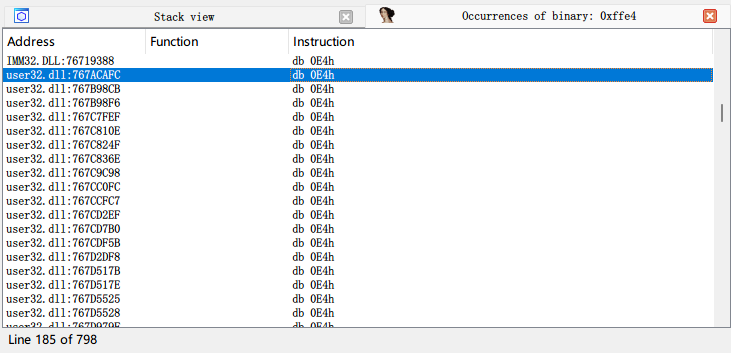 Stack view
Occurrences of binary: 0xffe4
Address Function Instruction
IMM32.DLL:76719388 db 0E4h
user32.dll:767ACAFC db 0E4h
user32.dll:767B98CB db 0E4h
user32.dll:767B98F6 db 0E4h
user32.dll:767C7FEF db 0E4h
user32.dll:767C810E db 0E4h
user32.dll:767C824F db 0E4h
user32.dll:767C836E db 0E4h
user32.dll:767C9C98 db 0E4h
user32.dll:767CC0FC db 0E4h
user32.dll:767CCFC7 db 0E4h
user32.dll:767CD2EF db 0E4h
user32.dll:767CD7B0 db 0E4h
user32.dll:767CDF5B db 0E4h
user32.dll:767D2DF8 db 0E4h
user32.dll:767D517B db 0E4h
user32.dll:767D517E db 0E4h
user32.dll:767D5525 db 0E4h
user32.dll:767D5528 db 0E4h
db 0E4h
Line 185 of 798